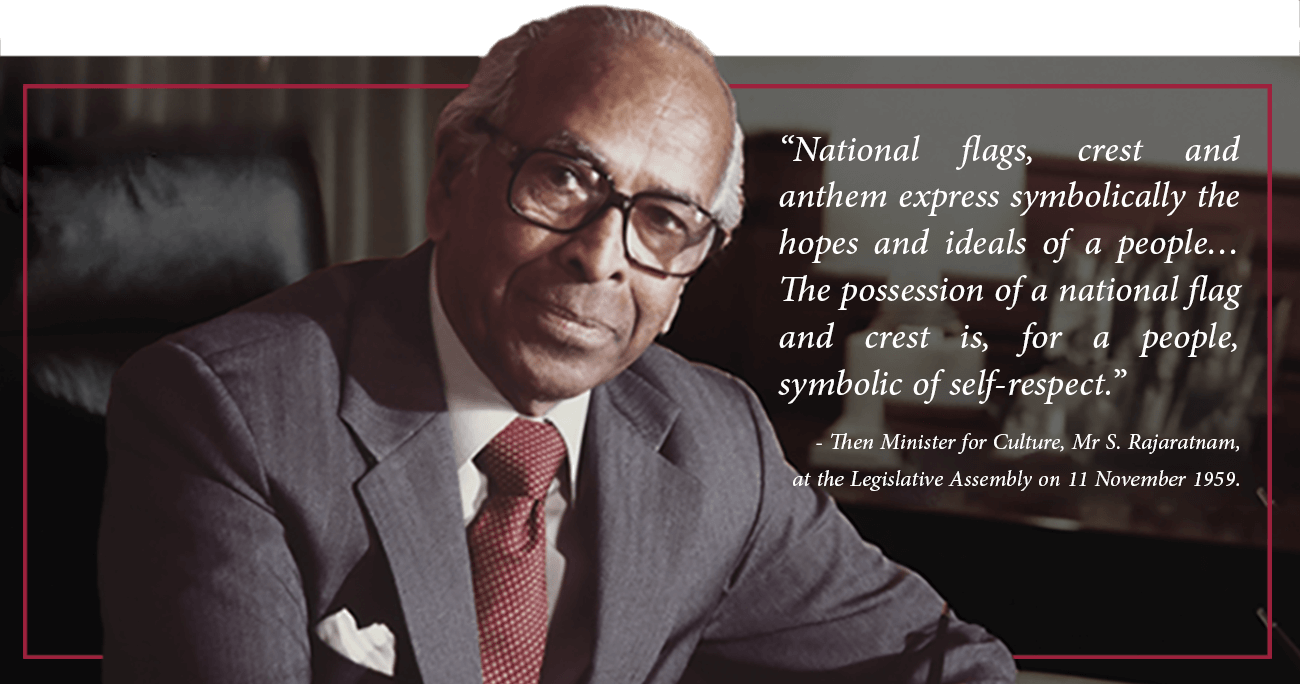 “National flags, crest and
anthem express symbolically the
hopes and ideals of a people…
The possession of a national flag
and crest is, for a people,
symbolic of self-respect.”
- Then Minister for Culture, Mr S. Rajaratnam,
at the Legislative Assembly on 11 November 1959.